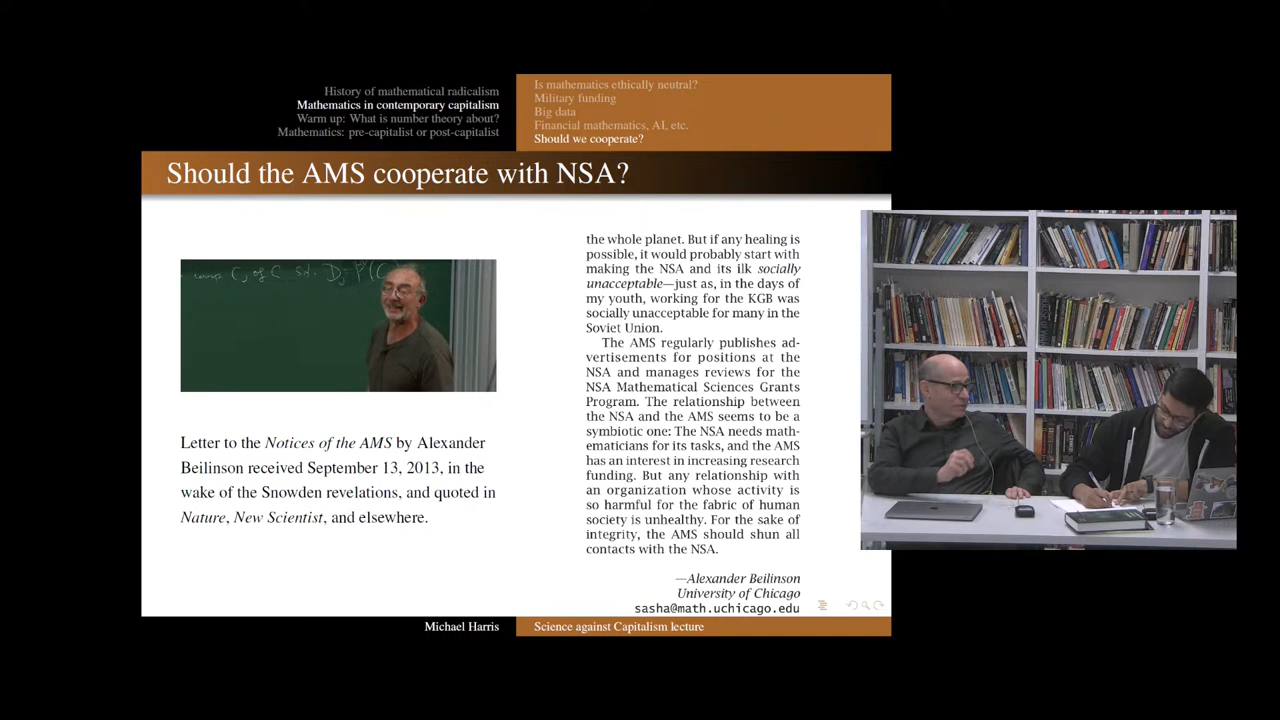 History of mathematical radicalism
Mathematics in contemporary capitalism
Warm up: What is number theory about?
Mathematics: pre-capitalist or post-capitalist
Is mathematics ethically neutral?
Military funding
Big data
Financial mathematics, AI, etc.
Should we cooperate?
Should the AMS cooperate with NSA?
Letter to the Notices of the AMS by Alexander
Beilinson received September 13, 2013, in the
wake of the Snowden revelations, and quoted in
Nature, New Scientist, and elsewhere.
the whole planet. But if any healing is
possible, it would probably start with
making the NSA and its ilk socially
unacceptable—just as, in the days of
my youth, working for the KGB was
socially unacceptable for many in the
Soviet Union.
The AMS regularly publishes ad-
vertisements for positions at the
NSA and manages reviews for the
NSA Mathematical Sciences Grants
Program. The relationship between
the NSA and the AMS seems to be a
symbiotic one: The NSA needs math-
ematicians for its tasks, and the AMS
has an interest in increasing research
funding. But any relationship with
an organization whose activity is
so harmful for the fabric of human
society is unhealthy. For the sake of
integrity, the AMS should shun all
contacts with the NSA.
—Alexander Beilinson
University of Chicago
sasha@math.uchicago.edu
Michael Harris
Science against Capitalism lecture